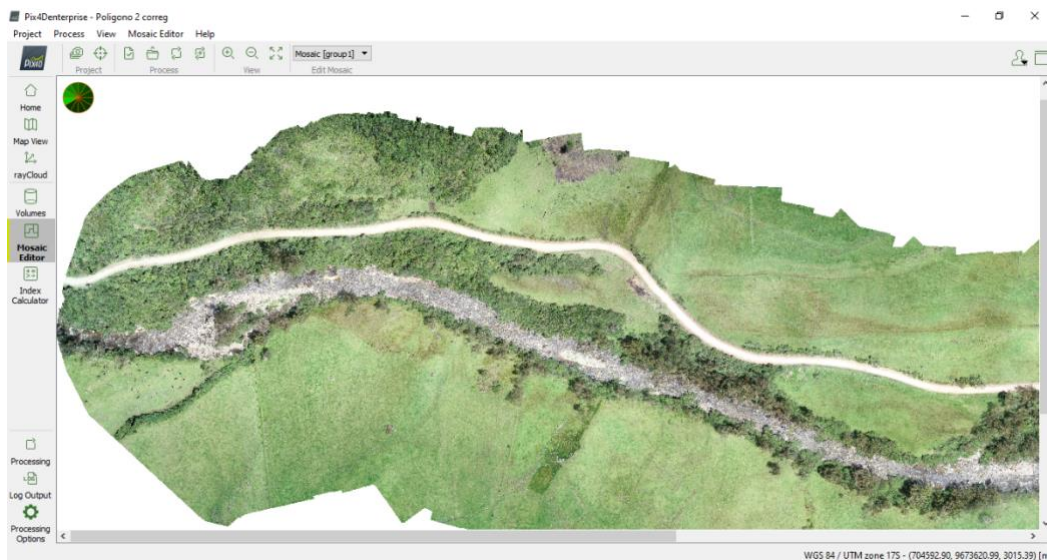 Pix4Denterprise - Poligono 2 correg
Project Process View Mosaic Editor Help
Pix4D
Mosaic [group1]
Project Process View Edit Mosaic
Home
Map View
rayCloud
Volumes
Mosaic
Editor
Index
Calculator
Processing
Log Output
Processing
Options
WGS 84 / UTM zone 17S - (704592.90, 9673620.99, 3015.39) [m